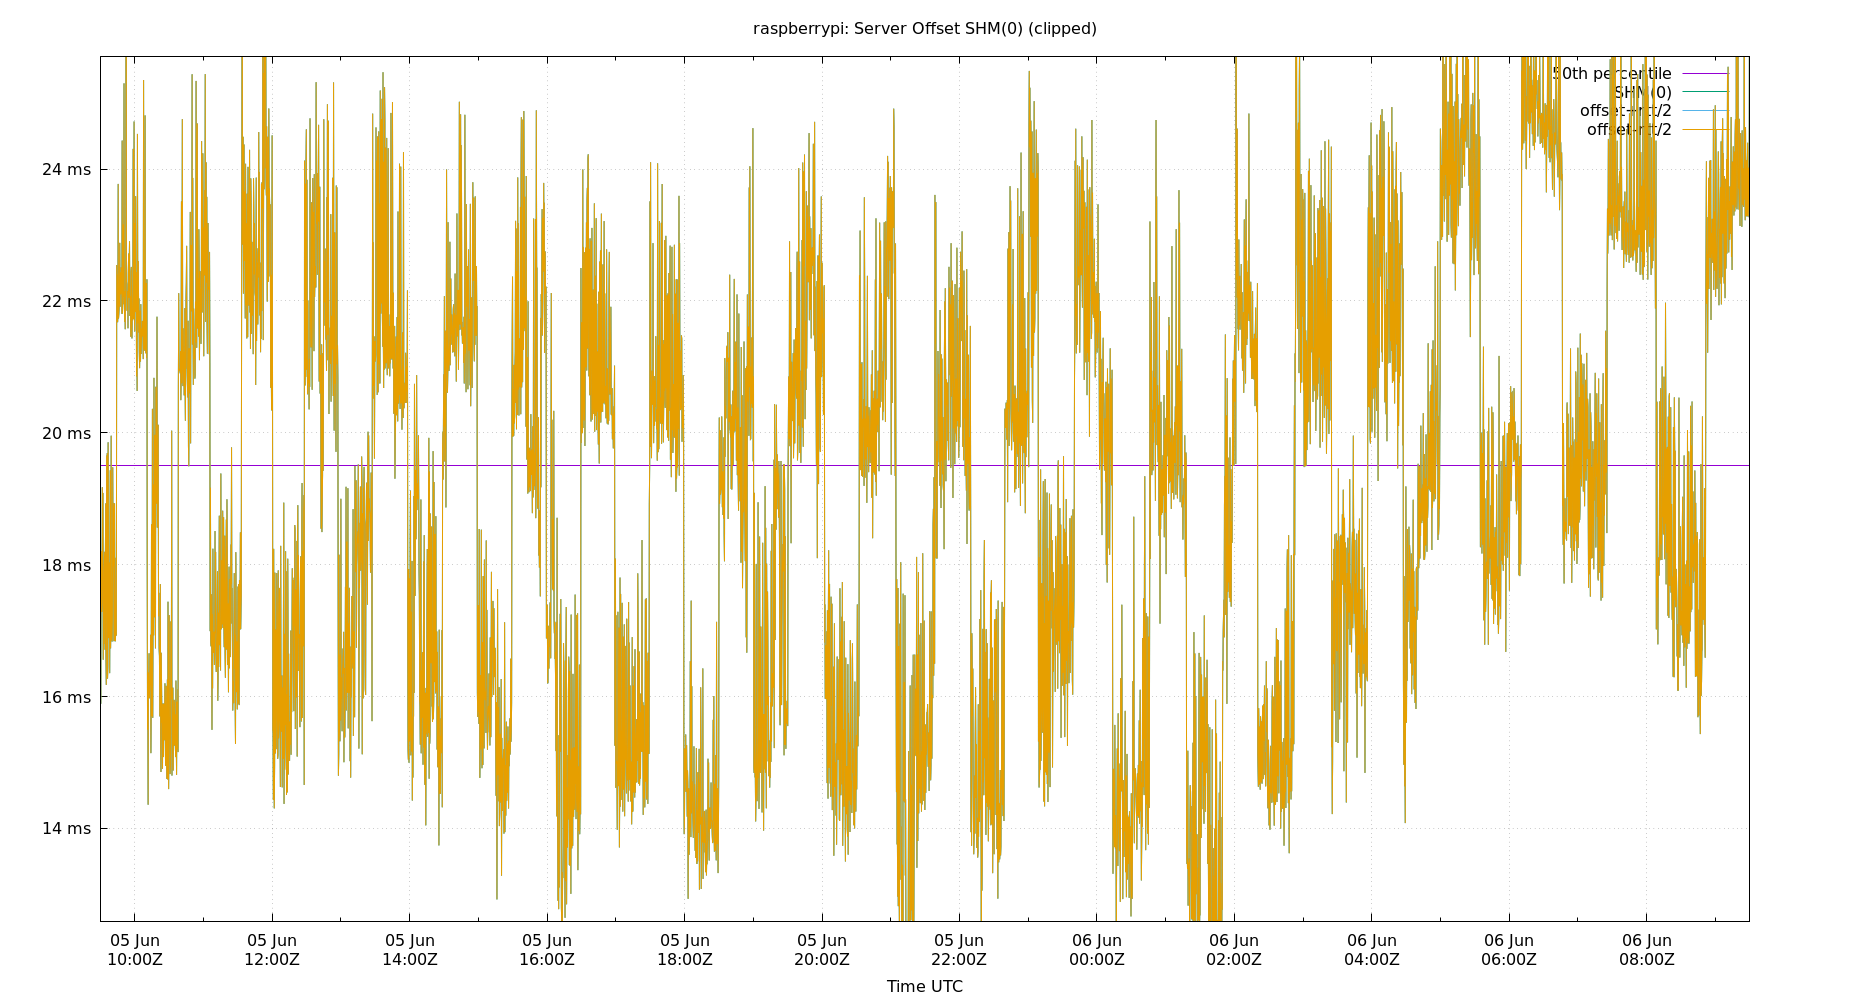 raspberrypi: Server Offset SHM(0) (clipped)
50th percentile
SHM(0)
offset+rtt/2
offset-rtt/2
24 ms
22 ms
20 ms
18 ms
16 ms
14 ms
05 Jun 05 Jun 05 Jun 05 Jun 05 Jun 05 Jun 05 Jun 06 Jun 06 Jun 06 Jun 06 Jun 06 Jun
10:00Z 12:00Z 14:00Z 16:00Z 18:00Z 20:00Z 22:00Z 00:00Z 02:00Z 04:00Z 06:00Z 08:00Z
Time UTC